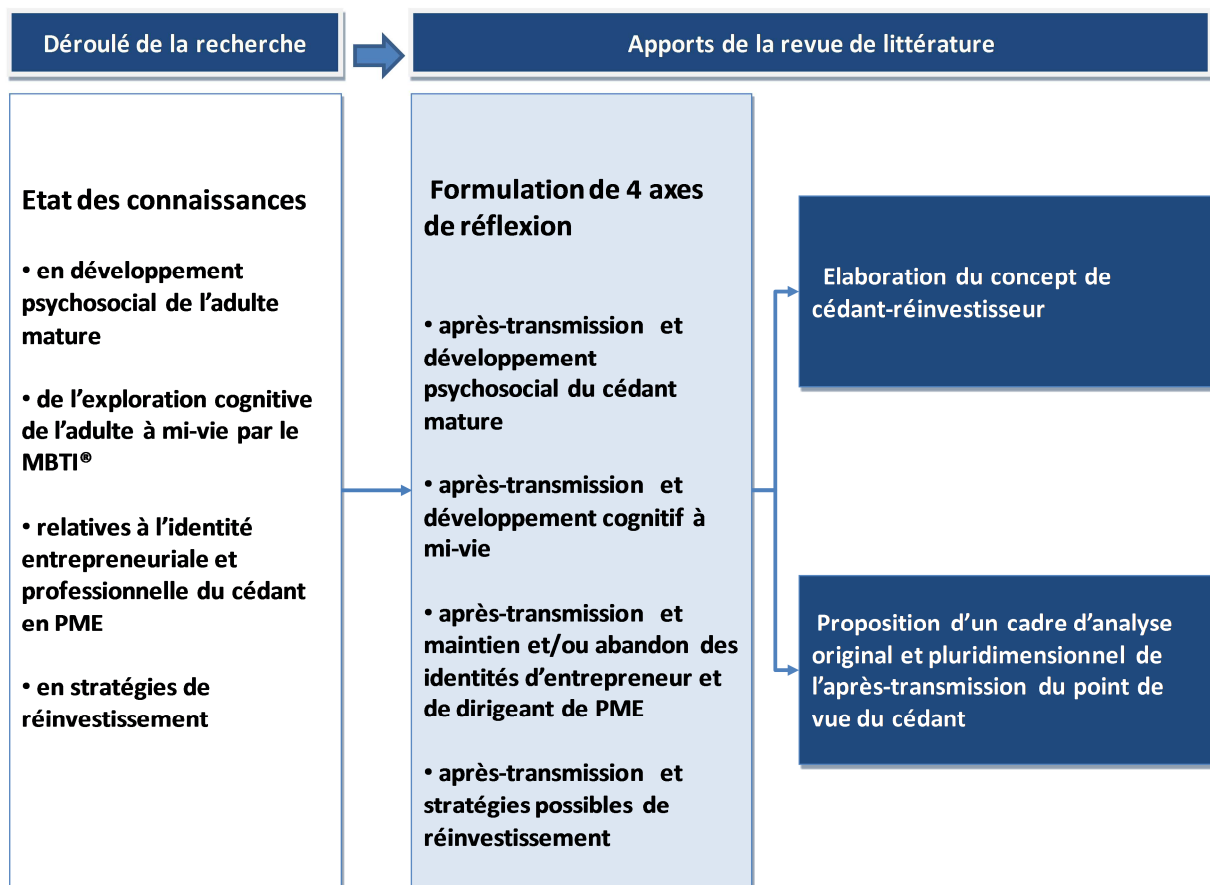 Déroulé de la recherche
Apports de la revue de littérature
Etat des connaissances
• en développement
psychosocial de l’adulte
mature
• de l’exploration cognitive
de l’adulte à mi-vie par le
MBTI®
• relatives à l’identité
entrepreneuriale et
professionnelle du cédant
en PME
• en stratégies de
réinvestissement
Formulation de 4 axes
de réflexion
• après-transmission et
développement
psychosocial du cédant
mature
• après-transmission et
développement cognitif à
mi-vie
• après-transmission et
maintien et/ou abandon des
identités d’entrepreneur et
de dirigeant de PME
• après-transmission et
stratégies possibles de
réinvestissement
Elaboration du concept de
cédant-réinvestisseur
Proposition d’un cadre d’analyse
original et pluridimensionnel de
l’après-transmission du point de
vue du cédant